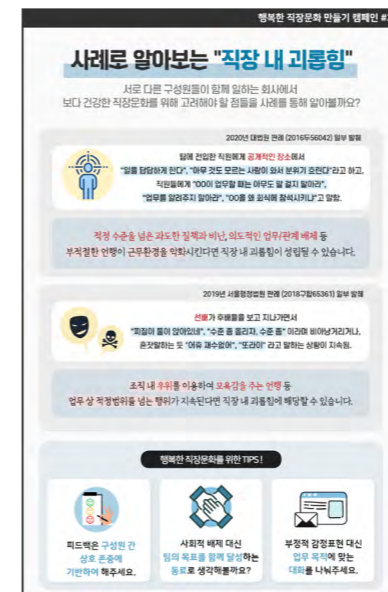 행복한 직장문화 만들기 캠페인
사례로 알아보는 "직장 내 괴롭힘"
서로 다른 구성원들이 함께 일하는 회사에서
보다 건강한 직장문화를 위해 고려해야 할 점들을 사례를 통해 알아볼까요?
2020년 대법원 판례 (2016두56042) 일부 발췌
팀에 전입한 직원에게 공개적인 장소에서
"일을 답답하게 한다", "아무 것도 모르는 사람이 와서 분위기 흐린다"라고 하고,
직원들에게 "OO이 업무할 때는 아무도 말 걸지 말아라",
"업무를 알려주지 말아라", "OO를 왜 회식에 참석시키냐"고 말함.
적정 수준을 넘은 과도한 질책과 비난, 의도적인 업무/관계 배제 등
부적절한 언행이 근무환경을 악화시킨다면 직장 내 괴롭힘이 성립될 수 있습니다.
2019년 서울행정법원 판례 (2018구합65361) 일부 발췌
선배가 후배들을 보고 지나가면서
"찌질이 둘이 앉아있네", "수준 좀 올리자, 수준 좀" 이라며 비아냥거리거나,
혼잣말하는 듯 "어휴 재수없어", "또라이" 라고 말하는 상황이 지속됨.
조직 내 우위를 이용하여 모욕감을 주는 언행 등
업무상 적정범위를 넘는 행위가 지속된다면 직장 내 괴롭힘에 해당할 수 있습니다.
행복한 직장문화를 위한 TIPS !
피드백은 구성원 간
상호 존중에
기반하여 해주세요.
사회적 배제 대신
팀의 목표를 함께 달성하는
동료로 생각해볼까요?
부정적 감정표현 대신
업무 목적에 맞는
대화를 나눠주세요.